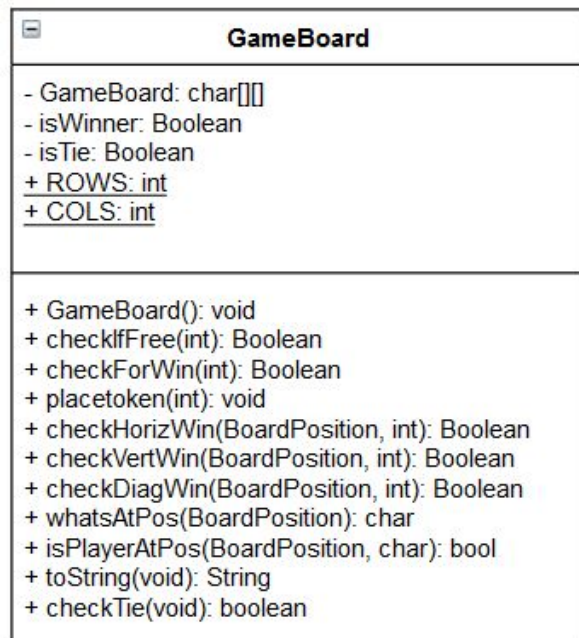 GameBoard
- GameBoard: char[][]
- isWinner: Boolean
- isTie: Boolean
+ ROWS: int
+ COLS: int
+ GameBoard(): void
+ checkIfFree(int): Boolean
+ checkForWin(int): Boolean
+ placetoken(int): void
+ checkHorizWin(BoardPosition, int): Boolean
+ checkVertWin(BoardPosition, int): Boolean
+ checkDiagWin(BoardPosition, int): Boolean
+ whatsAtPos(BoardPosition): char
+ isPlayerAtPos(BoardPosition, char): bool
+ toString(void): String
+ checkTie(void): boolean